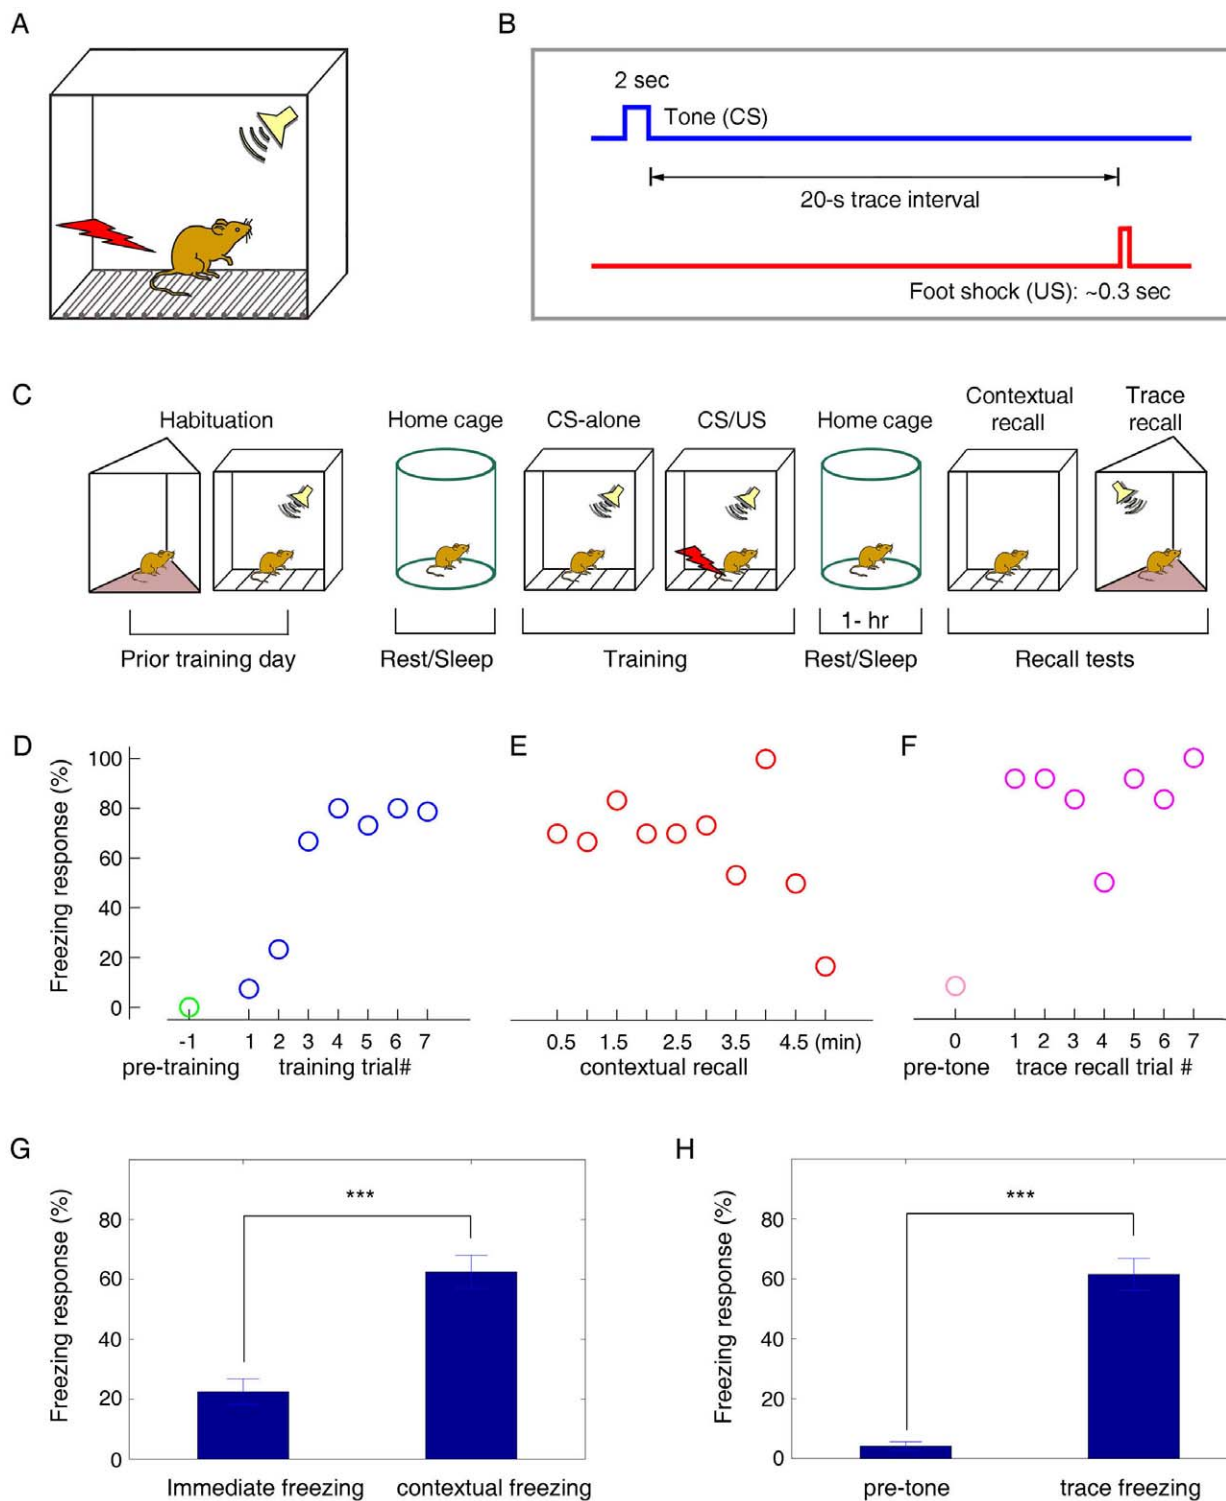 A
B
2 sec
Tone (CS)
20-s trace interval
Foot shock (US): ~0.3 sec
C
Habituation
Home cage
CS-alone
CS/US
Home cage
Contextual
recall
Trace
recall
1- hr
Prior training day
Rest/Sleep
Training
Rest/Sleep
Recall tests
D
Freezing response (%)
100
80
60
40
20
0
-1 1 2 3 4 5 6 7
pre-training training trial#
E
0.5 1.5 2.5 3.5 4.5 (min)
contextual recall
F
0 1 2 3 4 5 6 7
pre-tone trace recall trial #
G
Freezing response (%)
80
60
40
20
0
***
Immediate freezing contextual freezing
H
Freezing response (%)
80
60
40
20
0
***
pre-tone trace freezing